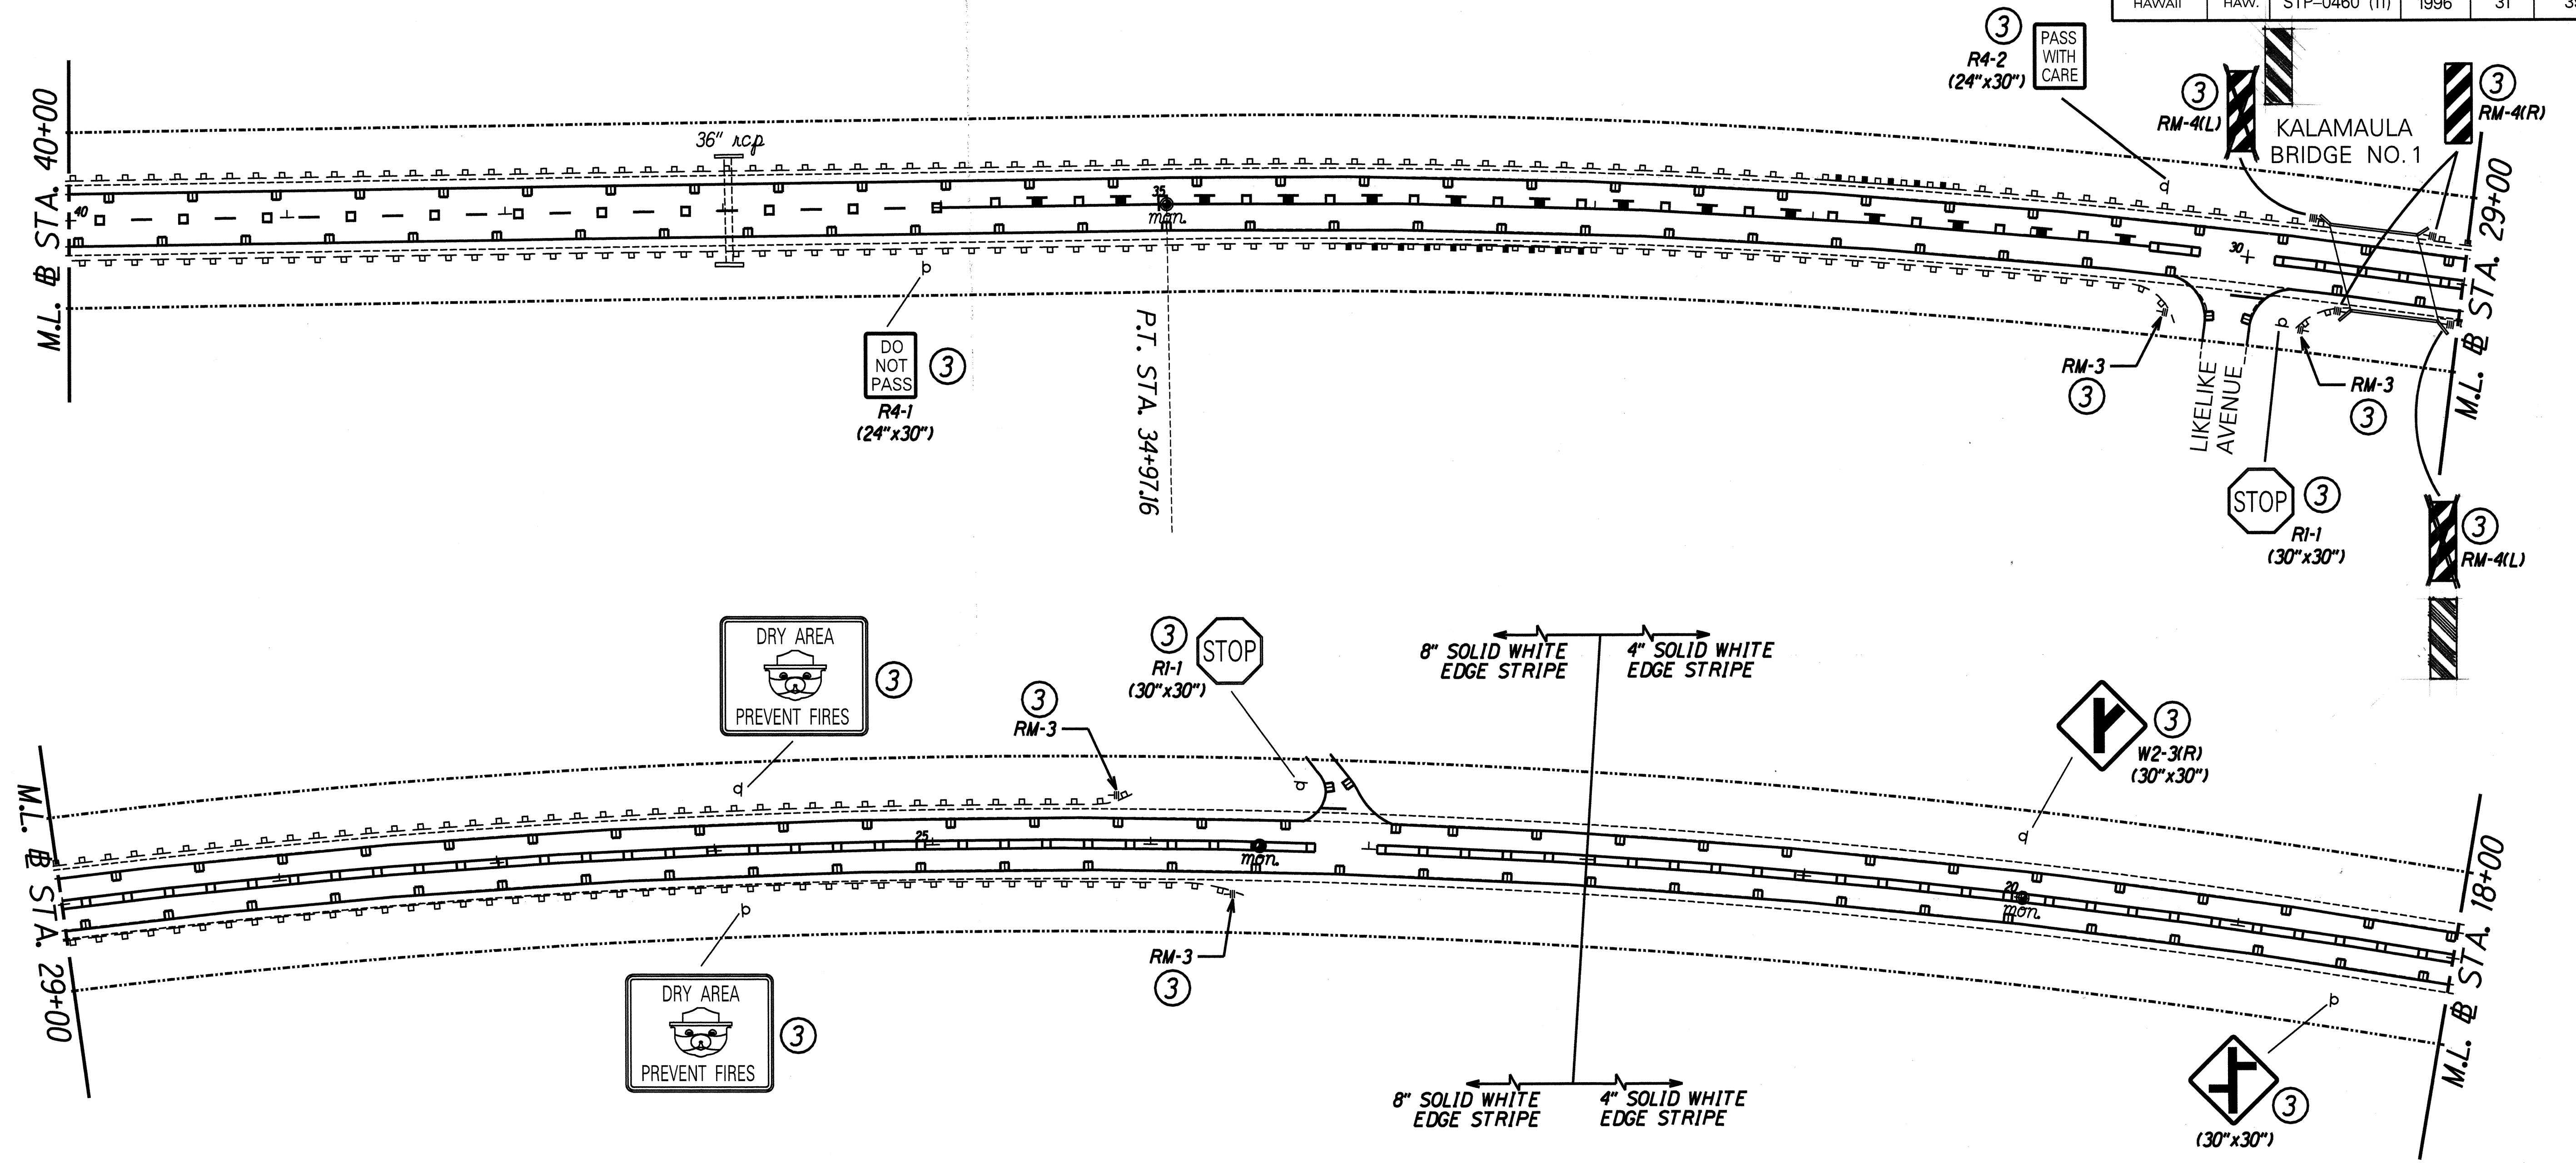 HAWAII HAW. STP-0460 (11) 1996 31
3
R4-2
(24"x30")
PASS
WITH
CARE
3
RM-4(L)
3
RM-4(R)
KALAMAULA
BRIDGE NO. 1
M.L. B STA. 40+00
36" rcp
40
35
mon.
30
M.L. B STA. 29+00
DO
NOT
PASS
3
R4-1
(24"x30")
P.T. STA. 34+97.16
RM-3
3
LIKELIKE
AVENUE
RM-3
3
STOP
3
R1-1
(30"x30")
3
RM-4(L)
DRY AREA
PREVENT FIRES
3
3
RM-3
3
R1-1
(30"x30")
STOP
8" SOLID WHITE
EDGE STRIPE
4" SOLID WHITE
EDGE STRIPE
3
W2-3(R)
(30"x30")
M.L. B STA. 29+00
25
mon.
20
mon.
M.L. B STA. 18+00
RM-3
3
DRY AREA
PREVENT FIRES
3
8" SOLID WHITE
EDGE STRIPE
4" SOLID WHITE
EDGE STRIPE
3
(30"x30")